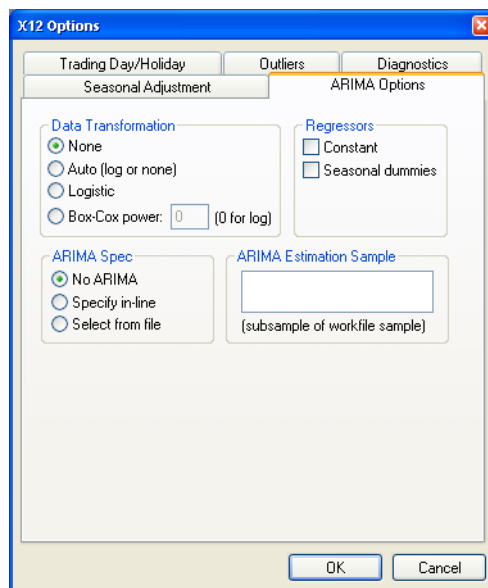 X12 Options
Trading Day/Holiday Outliers Diagnostics
Seasonal Adjustment ARIMA Options
Data Transformation Regressors
None Constant
Auto (log or none) Seasonal dummies
Logistic
Box-Cox power: 0 (0 for log)
ARIMA Spec ARIMA Estimation Sample
No ARIMA
Specify in-line
Select from file (subsample of workfile sample)
OK Cancel